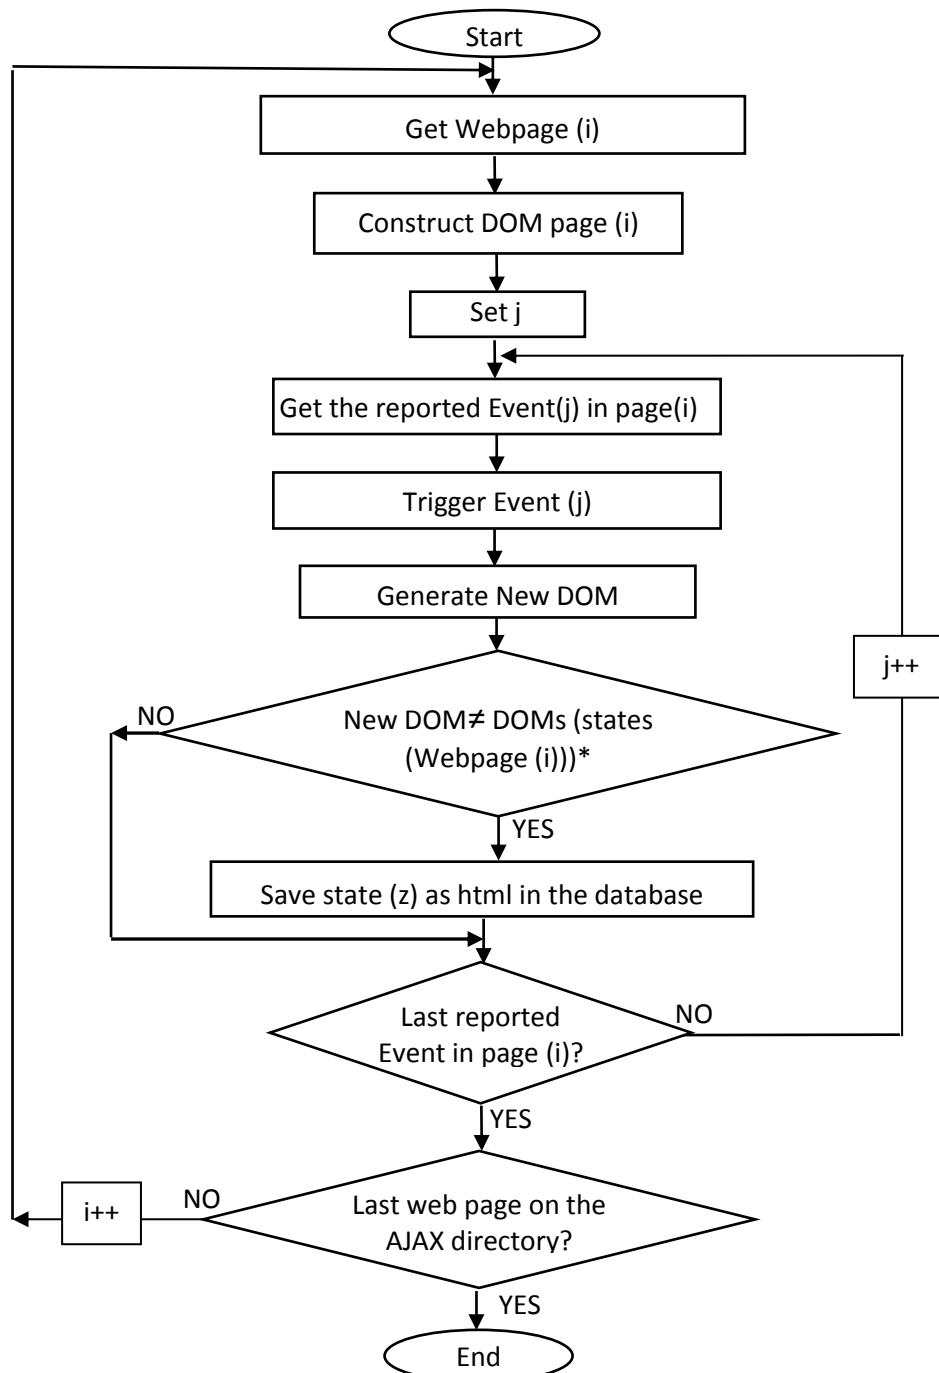 Start
Get Webpage (i)
Construct DOM page (i)
Set j
Get the reported Event(j) in page(i)
Trigger Event (j)
Generate New DOM
j++
NO
New DOM≠ DOMs (states
(Webpage (i)))*
YES
Save state (z) as html in the database
Last reported
Event in page (i)?
NO
YES
i++
NO
Last web page on the
AJAX directory?
YES
End